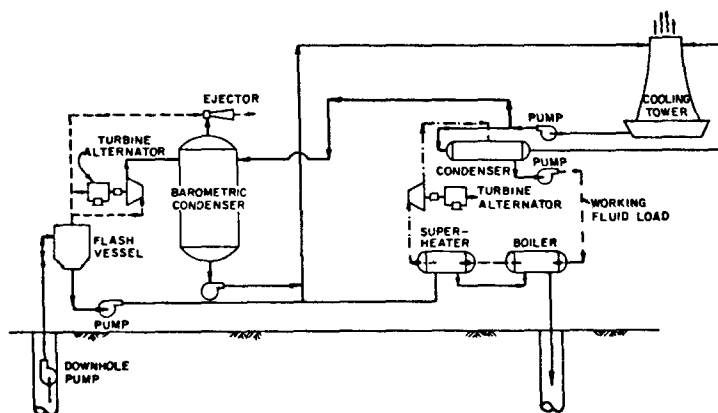 EJECTOR
TURBINE
ALTERNATOR
BAROMETRIC
CONDENSER
FLASH
VESSEL
PUMP
DOWNHOLE
PUMP
COOLING
TOWER
PUMP
CONDENSER
PUMP
TURBINE
ALTERNATOR
WORKING
FLUID LOAD
SUPER-
HEATER
BOILER